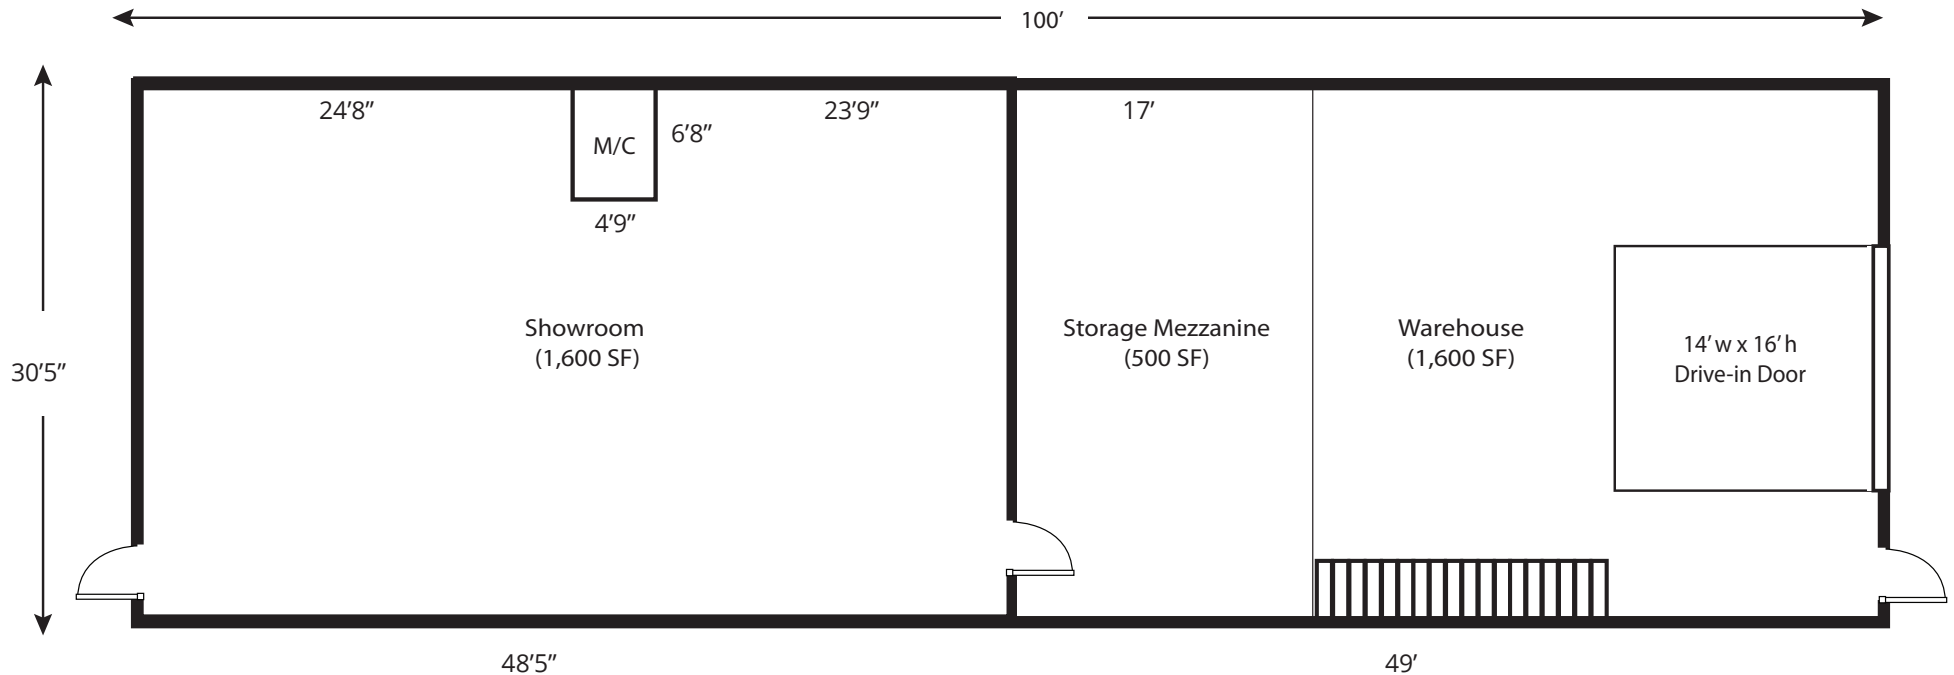 100’
24’8”
23’9”
17’
M/C
6’8”
4’9”
Showroom
(1,600 SF)
Storage Mezzanine
(500 SF)
Warehouse
(1,600 SF)
14’ w x 16’ h
Drive-in Door
30’5”
48’5”
49’